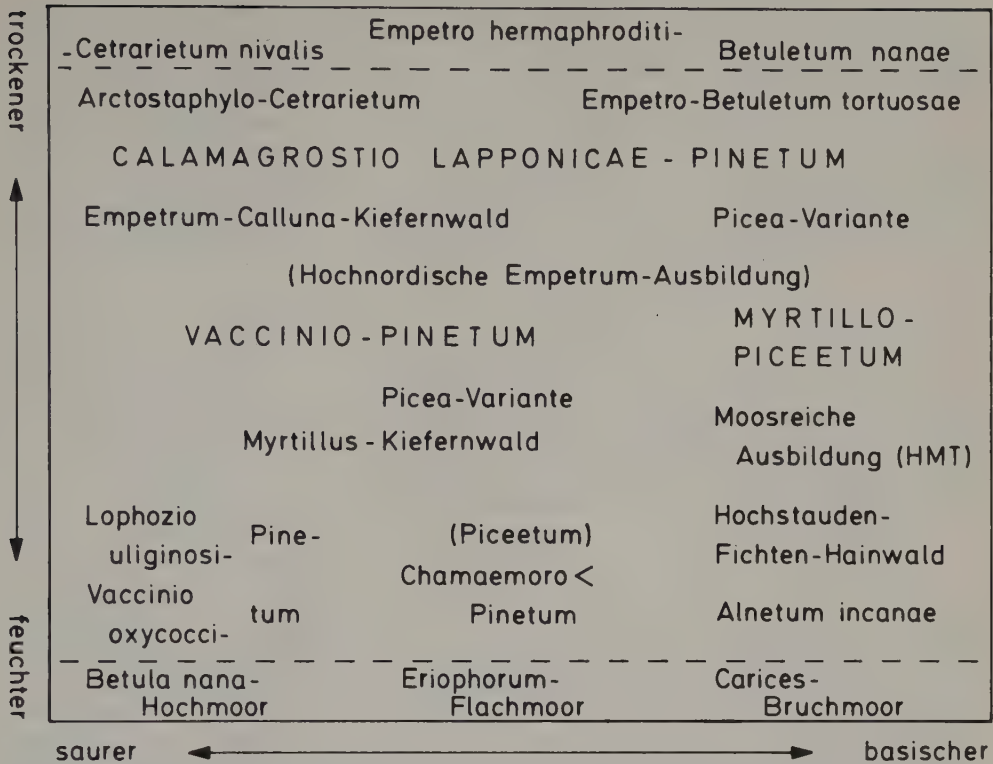 trockener
Empetro hermaphroditi-
-Cetrarietum nivalis Betuletum nanae
Arctostaphylo-Cetrarietum Empetro-Betuletum tortuosae
CALAMAGROSTIO LAPPONICAE - PINETUM
Empetrum-Calluna-Kiefernwald Picea-Variante
(Hochnordische Empetrum-Ausbildung)
VACCINIO - PINETUM MYRTILLO -
PICEETUM
Picea-Variante
Myrtillus - Kiefernwald
Moosreiche
Ausbildung (HMT)
Lophozio
uliginosi-
Pine-
(Piceetum)
Hochstauden-
Fichten-Hainwald
Chamaemoro <
Vaccinio
oxycocci-
tum
Pinetum
Alnetum incanae
feuchter
Betula nana-
Hochmoor
Eriophorum-
Flachmoor
Carices-
Bruchmoor
saurer basischer